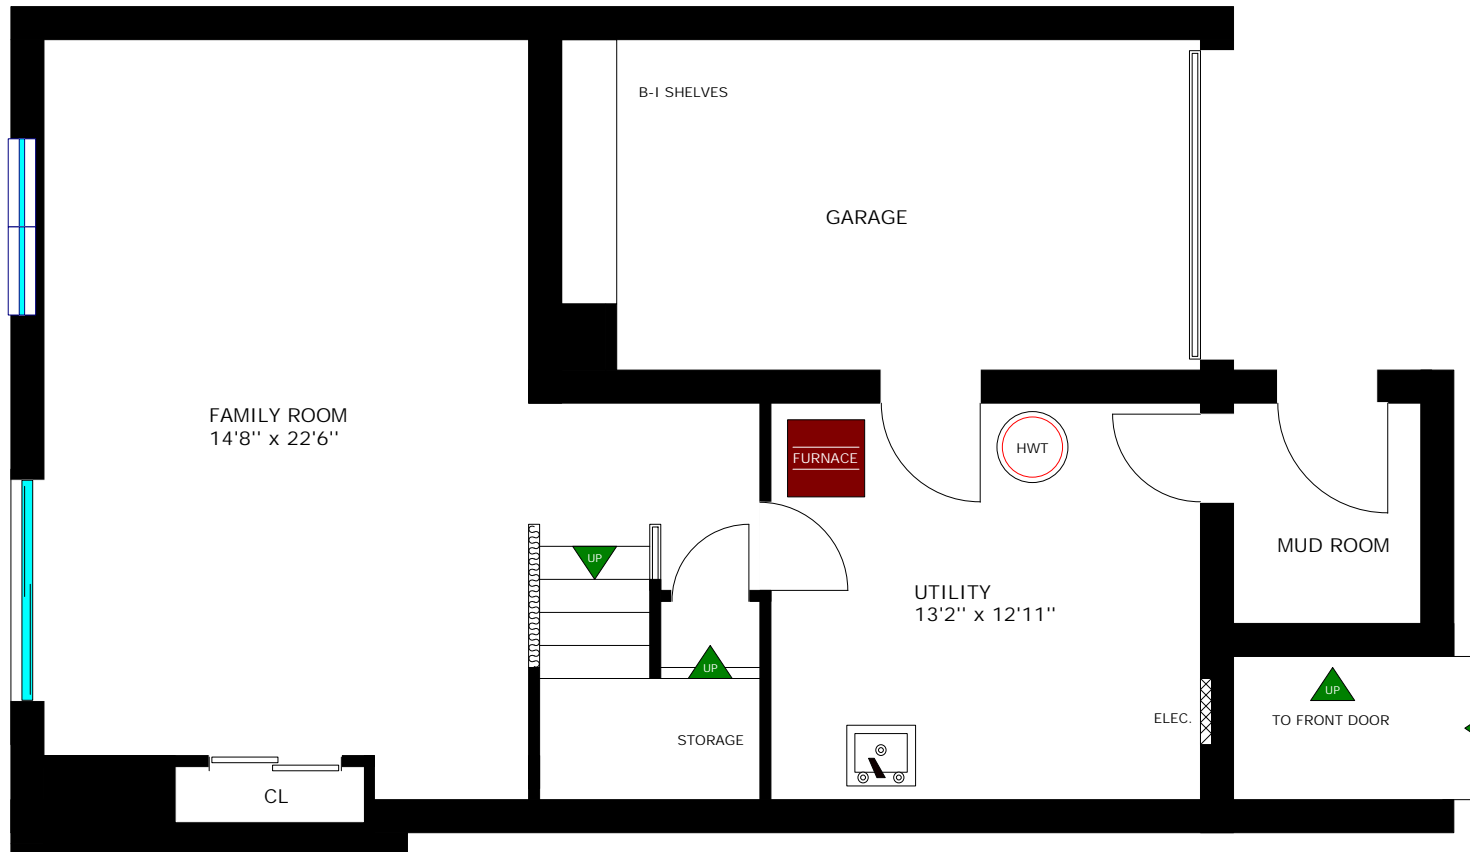 B-I SHELVES
GARAGE
FAMILY ROOM
14'8'' x 22'6''
FURNACE
HWT
UP
MUD ROOM
UTILITY
13'2'' x 12'11''
UP
UP
STORAGE
ELEC.
TO FRONT DOOR
CL